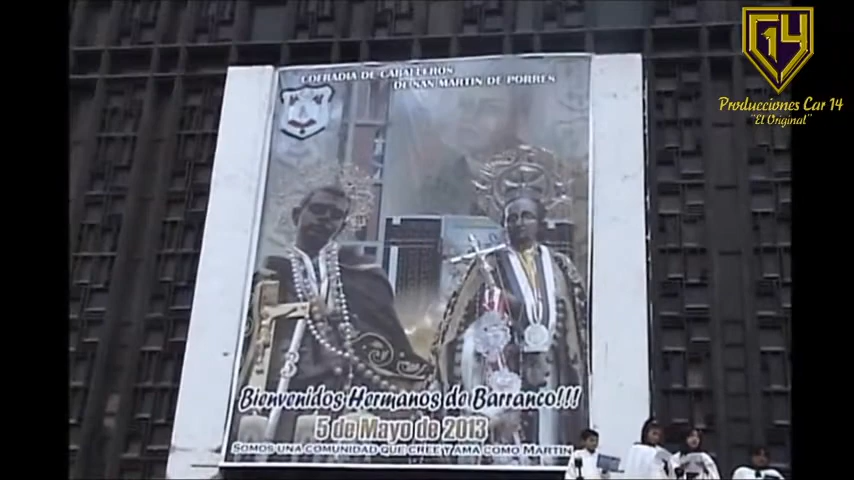 COFRADIA DE CABALLEROS
DE SAN MARTIN DE PORRES
Bienvenidos Hermanos de Barranco!!!
5 de Mayo de 2013
SOMOS UNA COMUNIDAD QUE CREE Y AMA COMO MARTIN
14
Producciones Car 14
"El Original"